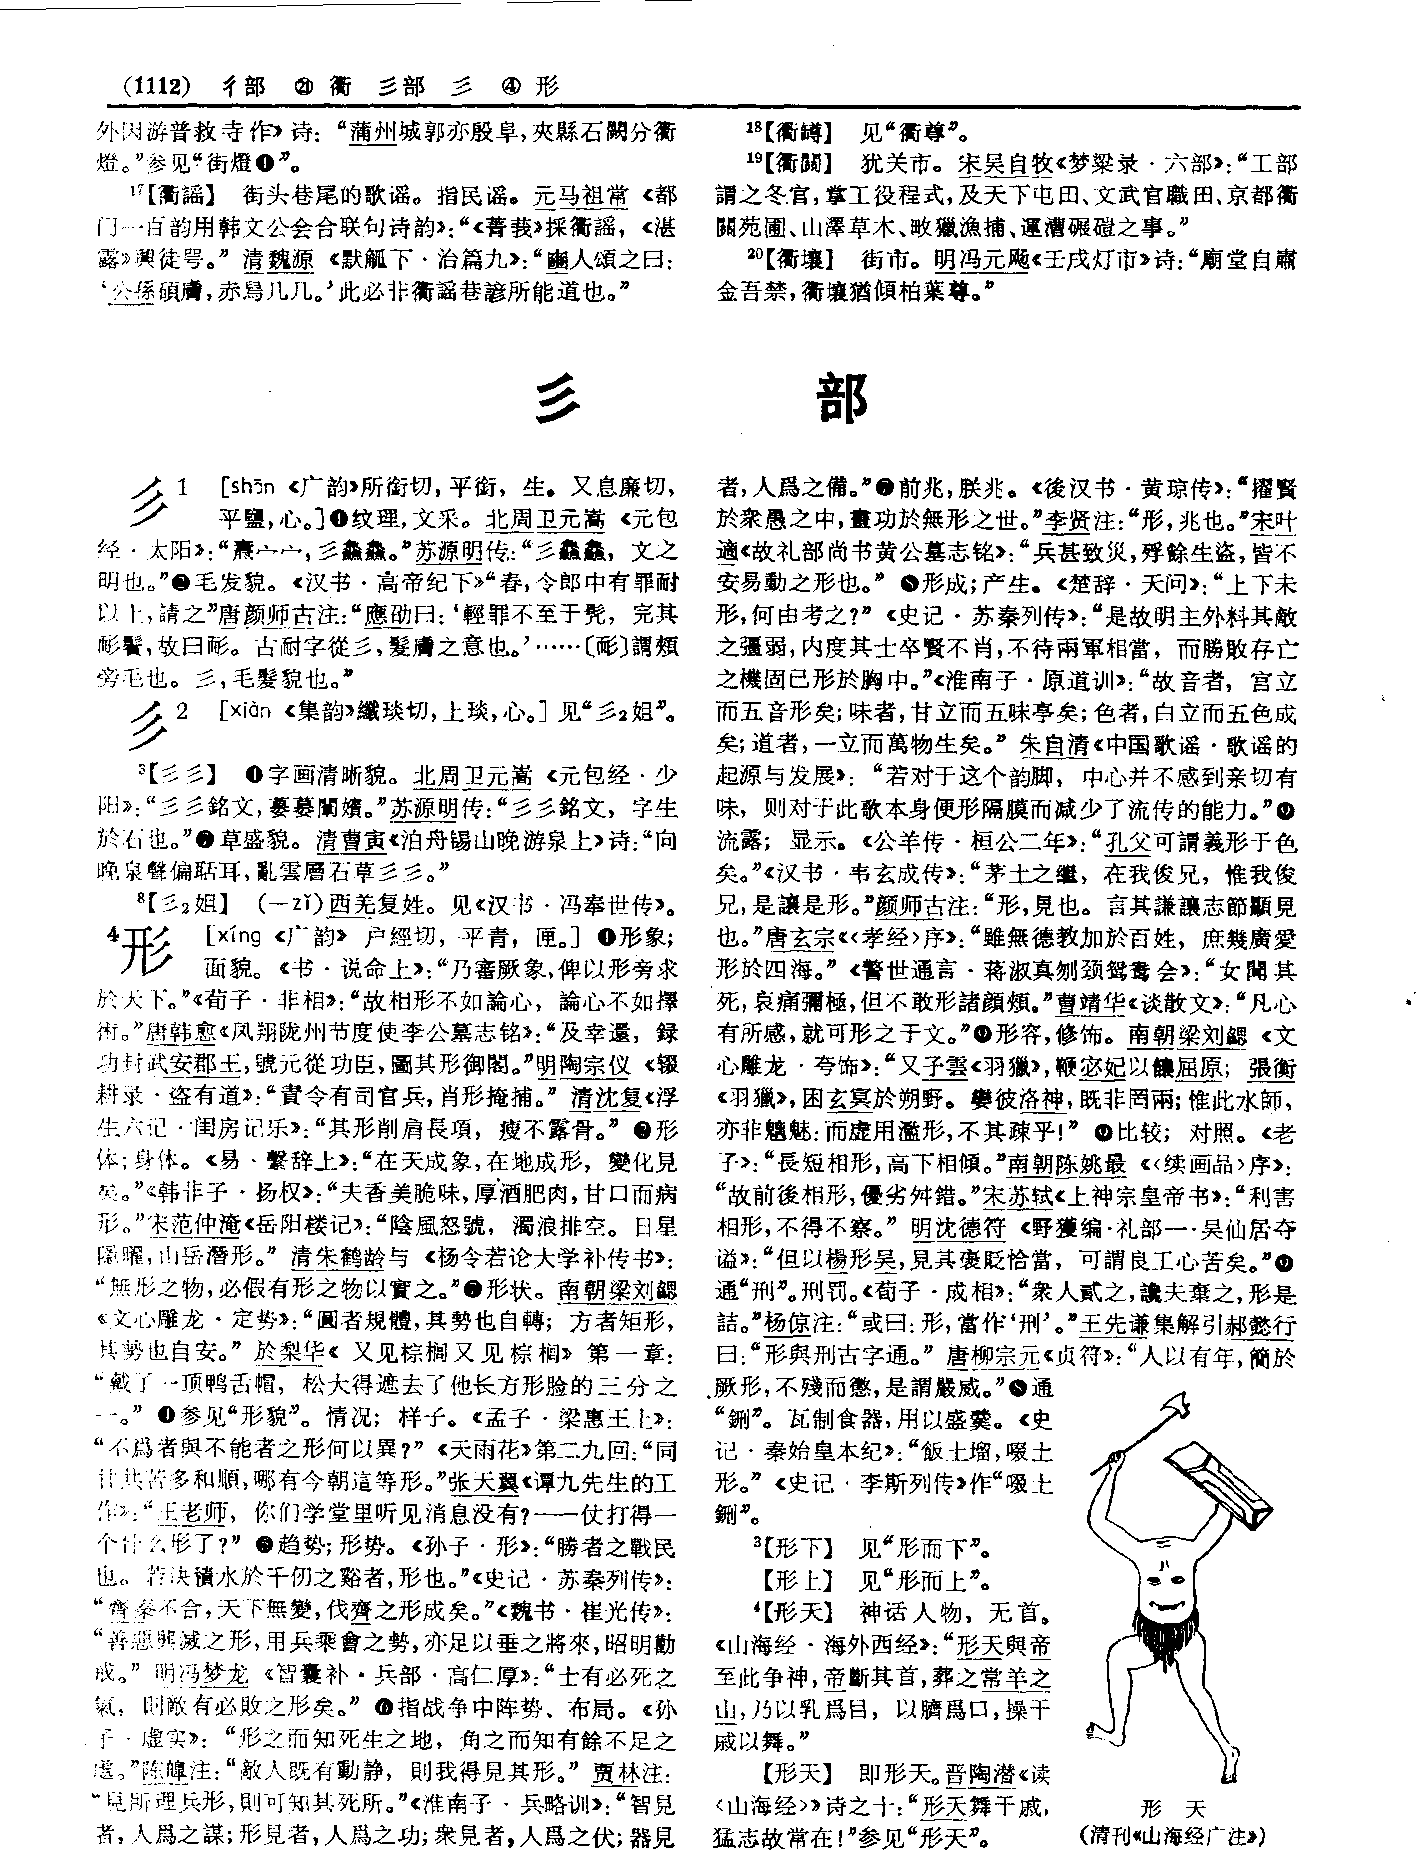 (1112) 彳部 ㉑ 衢 彡部 彡 ④ 形
外因游普救寺作》诗：“蒲州城郭亦殷阜，夾縣石闕分衢
燈。”参见“街燈❶”。
17【衢謡】 街头巷尾的歌谣。指民谣。元马祖常《都
门一百韵用韩文公会合联句诗韵》：“《菁莪》採衢謡，《湛
露》興徒咢。”清魏源《默觚下·治篇九》：“豳人頌之曰：
‘公孫碩膚，赤舄几几。’此必非衢謡巷諺所能道也。”
18【衢罇】 见“衢尊”。
19【衢闠】 犹关市。宋吴自牧《梦粱录·六部》：“工部
謂之冬官，掌工役程式，及天下屯田、文武官職田、京都衢
闠苑囿、山澤草木、畋獵漁捕、運漕碾磑之事。”
20【衢壤】 街市。明冯元飚《壬戌灯市》诗：“廟堂自肅
金吾禁，衢壤猶傾柏葉尊。”
彡 部
彡1 [shān《广韵》所銜切，平銜，生。又息廉切，
平鹽，心。]❶纹理，文采。北周卫元嵩《元包
经·太阳》：“ 彡 。”苏源明传：“彡 ，文之
明也。”❷毛发貌。《汉书·高帝纪下》“春，令郎中有罪耐
以上，請之”唐颜师古注：“應劭曰：‘輕罪不至于髡，完其
耏鬢，故曰耏。古耐字從彡，髮膚之意也。’……〔耏〕謂頰
旁毛也。彡，毛髮貌也。”
彡2 [xiǎn《集韵》纖琰切，上琰，心。]见“彡2姐”。
3【彡彡】 ❶字画清晰貌。北周卫元嵩《元包经·少
阳》：“彡彡銘文， 闡 。”苏源明传：“彡彡銘文，字生
於石也。”❷草盛貌。清曹寅《泊舟锡山晚游泉上》诗：“向
晚泉聲偏聒耳，亂雲層石草彡彡。”
8【彡2姐】 (－zǐ)西羌复姓。见《汉书·冯奉世传》。
4形 [xíng《广韵》户經切，平青，匣。]❶形象；
面貌。《书·说命上》：“乃審厥象，俾以形旁求
於天下。”《荀子·非相》：“故相形不如論心，論心不如擇
術。”唐韩愈《凤翔陇州节度使李公墓志铭》：“及幸還，録
功封武安郡王，號元從功臣，圖其形御閣。”明陶宗仪《辍
耕录·盗有道》：“責令有司官兵，肖形掩捕。”清沈复《浮
生六记·闺房记乐》：“其形削肩長項，瘦不露骨。”❷形
体；身体。《易·繫辞上》：“在天成象，在地成形，變化見
矣。”《韩非子·扬权》：“夫香美脆味，厚酒肥肉，甘口而病
形。”宋范仲淹《岳阳楼记》：“陰風怒號，濁浪排空。日星
隱曜，山岳潛形。”清朱鹤龄与《杨令若论大学补传书》：
“無形之物，必假有形之物以實之。”❸形状。南朝梁刘勰
《文心雕龙·定势》：“圓者規體，其勢也自轉；方者矩形，
其勢也自安。”於梨华《又见棕榈又见棕榈》第一章：
“戴了一顶鸭舌帽，松大得遮去了他长方形脸的三分之
一。”❹参见“形貌”。情况；样子。《孟子·梁惠王上》：
“不爲者與不能者之形何以異？”《天雨花》第二九回：“同
甘共苦多和順，哪有今朝這等形。”张天翼《谭九先生的工
作》：“王老师，你们学堂里听见消息没有？——仗打得一
个什么形了？”❺趋势；形势。《孙子·形》：“勝者之戰民
也。若决積水於千仞之谿者，形也。”《史记·苏秦列传》：
“齊秦不合，天下無變，伐齊之形成矣。”《魏书·崔光传》：
“善惡興滅之形，用兵乘會之勢，亦足以垂之將來，昭明勸
戒。”明冯梦龙《智囊补·兵部·高仁厚》：“士有必死之
氣，則敵有必敗之形矣。”❻指战争中阵势、布局。《孙
子·虚实》：“形之而知死生之地，角之而知有餘不足之
處。”陈皞注：“敵人既有動静，則我得見其形。”贾林注：
“見所理兵形，則可知其死所。”《淮南子·兵略训》：“智見
者，人爲之謀；形見者，人爲之功；衆見者，人爲之伏；器見
者，人爲之備。”❼前兆，朕兆。《後汉书·黄琼传》：“擢賢
於衆愚之中，畫功於無形之世。”李贤注：“形，兆也。”宋叶
適《故礼部尚书黄公墓志铭》：“兵甚致災，殍餘生盗，皆不
安易動之形也。”❽形成；产生。《楚辞·天问》：“上下未
形，何由考之？”《史记·苏秦列传》：“是故明主外料其敵
之彊弱，内度其士卒賢不肖，不待兩軍相當，而勝敗存亡
之機固已形於胸中。”《淮南子·原道训》：“故音者，宫立
而五音形矣；味者，甘立而五味亭矣；色者，白立而五色成
矣；道者，一立而萬物生矣。”朱自清《中国歌谣·歌谣的
起源与发展》：“若对于这个韵脚，中心并不感到亲切有
味，则对于此歌本身便形隔膜而减少了流传的能力。”❾
流露；显示。《公羊传·桓公二年》：“孔父可謂義形于色
矣。”《汉书·韦玄成传》：“茅土之繼，在我俊兄，惟我俊
兄，是讓是形。”颜师古注：“形，見也。言其謙讓志節顯見
也。”唐玄宗《〈孝经〉序》：“雖無德教加於百姓，庶幾廣愛
形於四海。”《警世通言·蒋淑真刎颈鸳鸯会》：“女聞其
死，哀痛彌極，但不敢形諸顔頰。”曹靖华《谈散文》：“凡心
有所感，就可形之于文。”❿形容，修饰。南朝梁刘勰《文
心雕龙·夸饰》：“又子雲《羽獵》，鞭宓妃以饟屈原；張衡
《羽獵》，困玄冥於朔野。孌彼洛神，既非罔兩；惟此水師，
亦非魑魅；而虚用濫形，不其疎乎！”⓫比较；对照。《老
子》：“長短相形，高下相傾。”南朝陈姚最《〈续画品〉序》：
“故前後相形，優劣舛錯。”宋苏轼《上神宗皇帝书》：“利害
相形，不得不察。”明沈德符《野獲编·礼部一·吴仙居夺
谥》：“但以楊形吴，見其褒貶恰當，可謂良工心苦矣。”⓬
通“刑”。刑罚。《荀子·成相》：“衆人貳之，讒夫棄之，形是
詰。”杨倞注：“或曰：形，當作‘刑’。”王先谦集解引郝懿行
曰：“形與刑古字通。”唐柳宗元《贞符》：“人以有年，簡於
厥形，不殘而懲，是謂嚴威。”⓭通
“鉶”。瓦制食器，用以盛羹。《史
记·秦始皇本纪》：“飯土塯，啜土
形。”《史记·李斯列传》作“啜土
鉶”。
3【形下】 见“形而下”。
【形上】 见“形而上”。
4【形天】 神话人物，无首。
《山海经·海外西经》：“形天與帝
至此争神，帝斷其首，葬之常羊之
山，乃以乳爲目，以臍爲口，操干
戚以舞。”
【形夭】 即形天。晋陶潜《读
〈山海经〉》诗之十：“形夭舞干戚，
猛志故常在！”参见“形天”。
形 天
(清刊《山海经广注》)